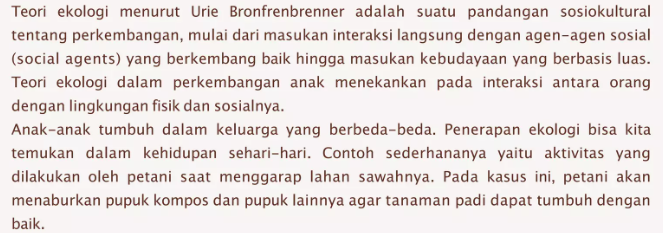 Teori ekologi menurut Urie Bronfrenbrenner adalah suatu pandangan sosiokultural
tentang perkembangan, mulai dari masukan interaksi langsung dengan agen-agen sosial
(social agents) yang berkembang baik hingga masukan kebudayaan yang berbasis luas.
Teori ekologi dalam perkembangan anak menekankan pada interaksi antara orang
dengan lingkungan fisik dan sosialnya.
Anak-anak tumbuh dalam keluarga yang berbeda-beda. Penerapan ekologi bisa kita
temukan dalam kehidupan sehari-hari. Contoh sederhananya yaitu aktivitas yang
dilakukan oleh petani saat menggarap lahan sawahnya. Pada kasus ini, petani akan
menaburkan pupuk kompos dan pupuk lainnya agar tanaman padi dapat tumbuh dengan
baik.